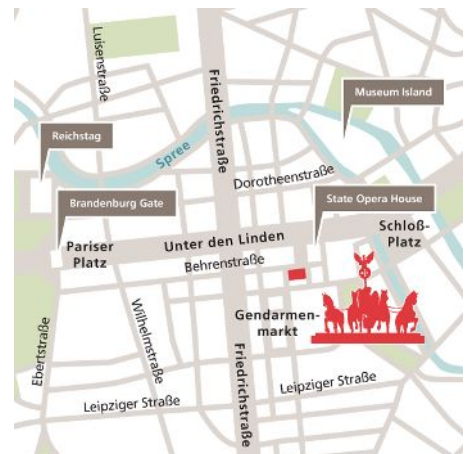 Luisenstraße
Friedrichstraße
Museum Island
Reichstag
Spree
Dorotheenstraße
Brandenburg Gate
State Opera House
Schloß-
Platz
Unter den Linden
Pariser
Platz
Behrenstraße
Gendarmen-
markt
Wilhelmstraße
Ebertstraße
Friedrichstraße
Leipziger Straße
Leipziger Straße